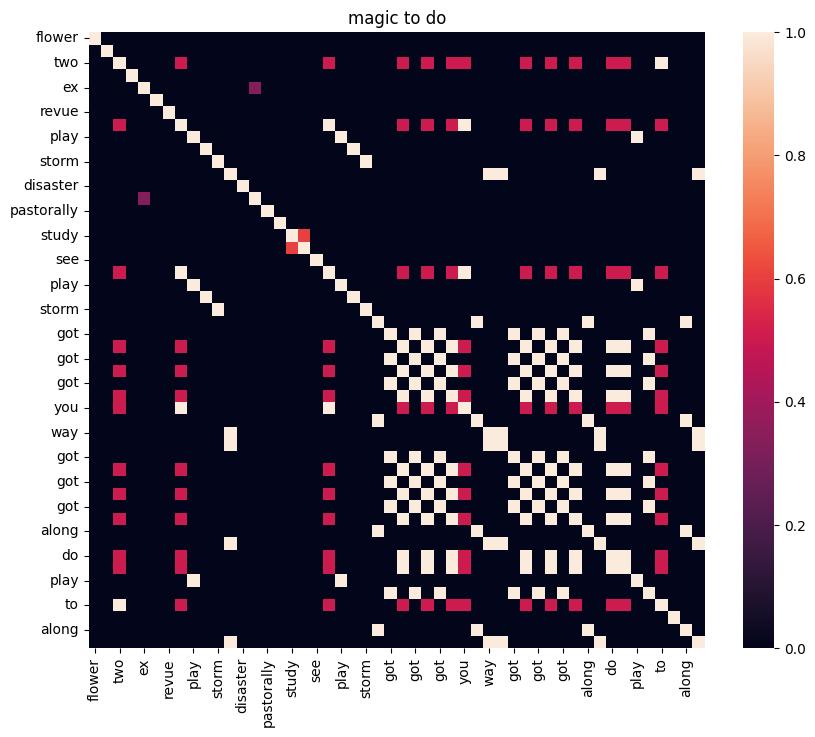 magic to do
flower
two
ex
revue
play
storm
disaster
pastorally
study
see
play
storm
got
got
got
you
way
got
got
got
along
do
play
to
along
flower
two
ex
revue
play
storm
disaster
pastorally
study
see
play
storm
got
got
got
you
way
got
got
got
along
do
play
to
along
1.0
0.8
0.6
0.4
0.2
0.0